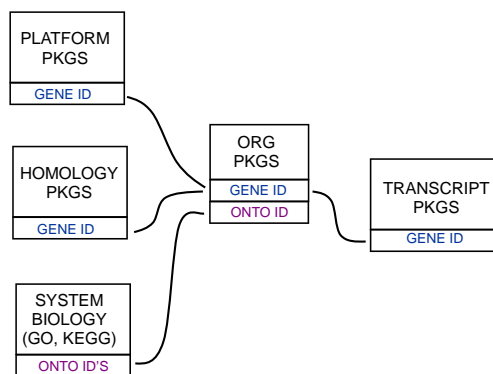 PLATFORM
PKGS
GENE ID
HOMOLOGY
PKGS
GENE ID
SYSTEM
BIOLOGY
(GO, KEGG)
ONTO ID'S
ORG
PKGS
GENE ID
ONTO ID
TRANSCRIPT
PKGS
GENE ID